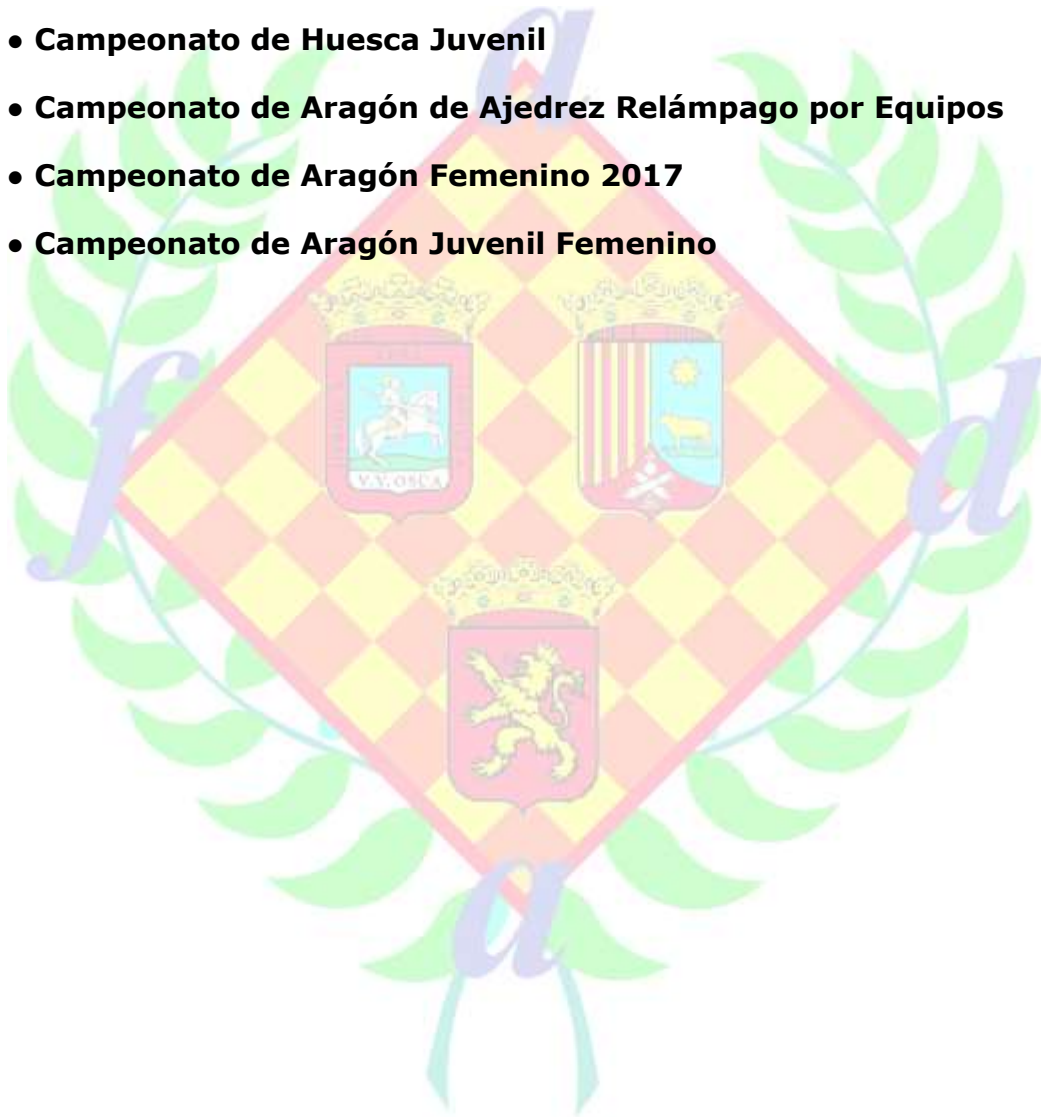 ● Campeonato de Huesca Juvenil
● Campeonato de Aragón de Ajedrez Relámpago por Equipos
● Campeonato de Aragón Femenino 2017
● Campeonato de Aragón Juvenil Femenino
a
f
d
V.V. OSCA
a